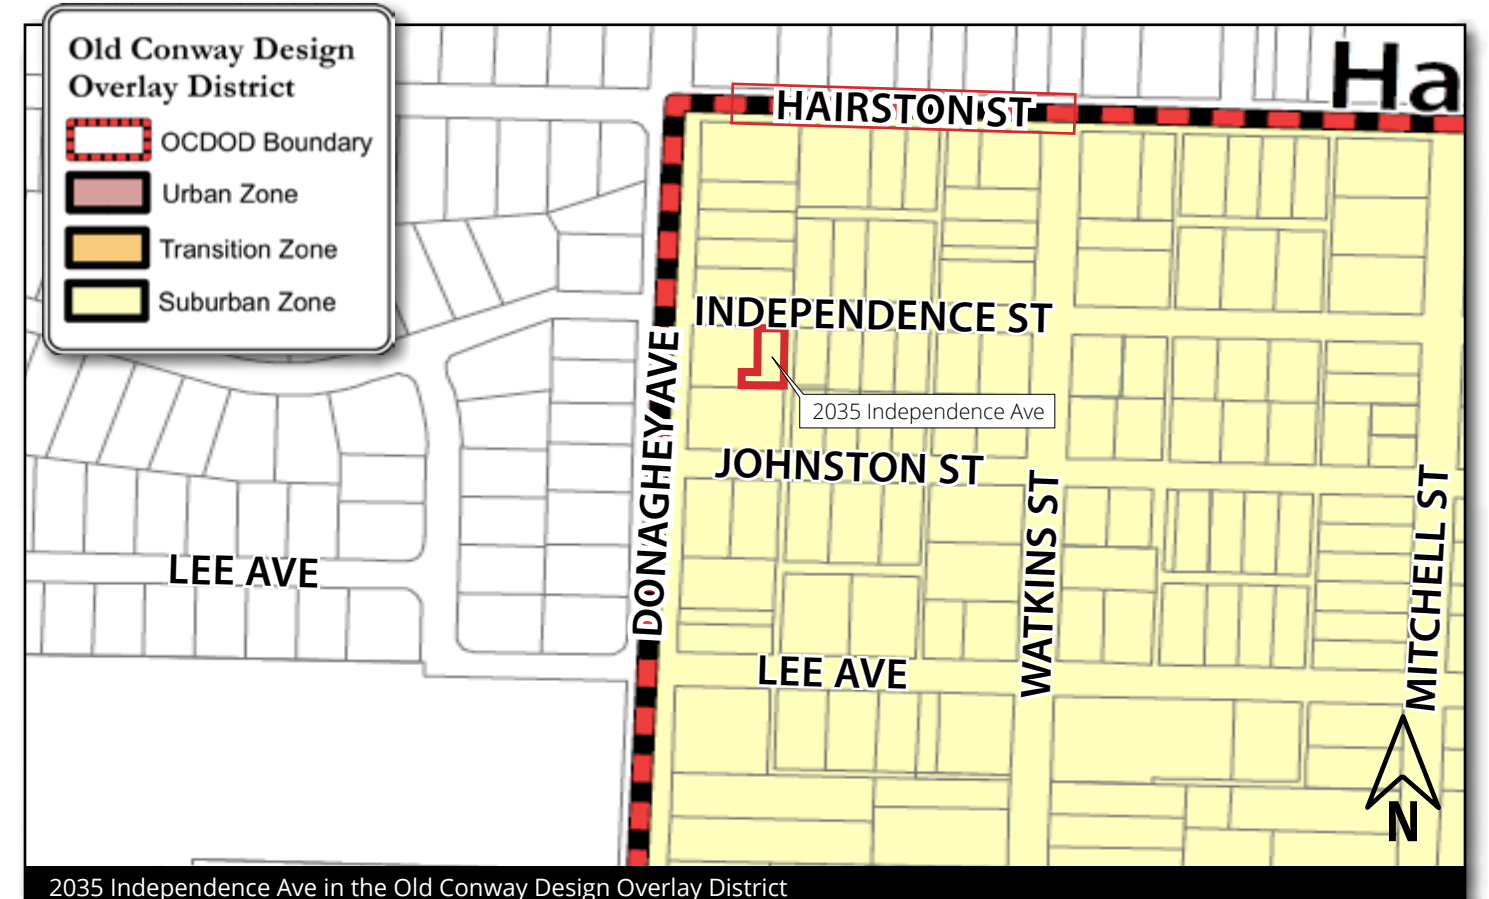 Old Conway Design
Overlay District
OCDOD Boundary
Urban Zone
Transition Zone
Suburban Zone
Ha
HAIRSTON ST
INDEPENDENCE ST
2035 Independence Ave
DONAGHEY AVE
JOHNSTON ST
WATKINS ST
MITCHELL ST
LEE AVE
LEE AVE
N
2035 Independence Ave in the Old Conway Design Overlay District